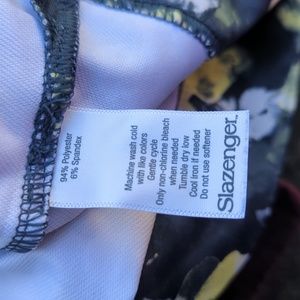 94% Polyester
6% Spandex
Machine wash cold
with like colors
Gentle cycle
Only non-chlorine bleach
when needed
Tumble dry low
Cool iron if needed
Do not use softener
Slazenger